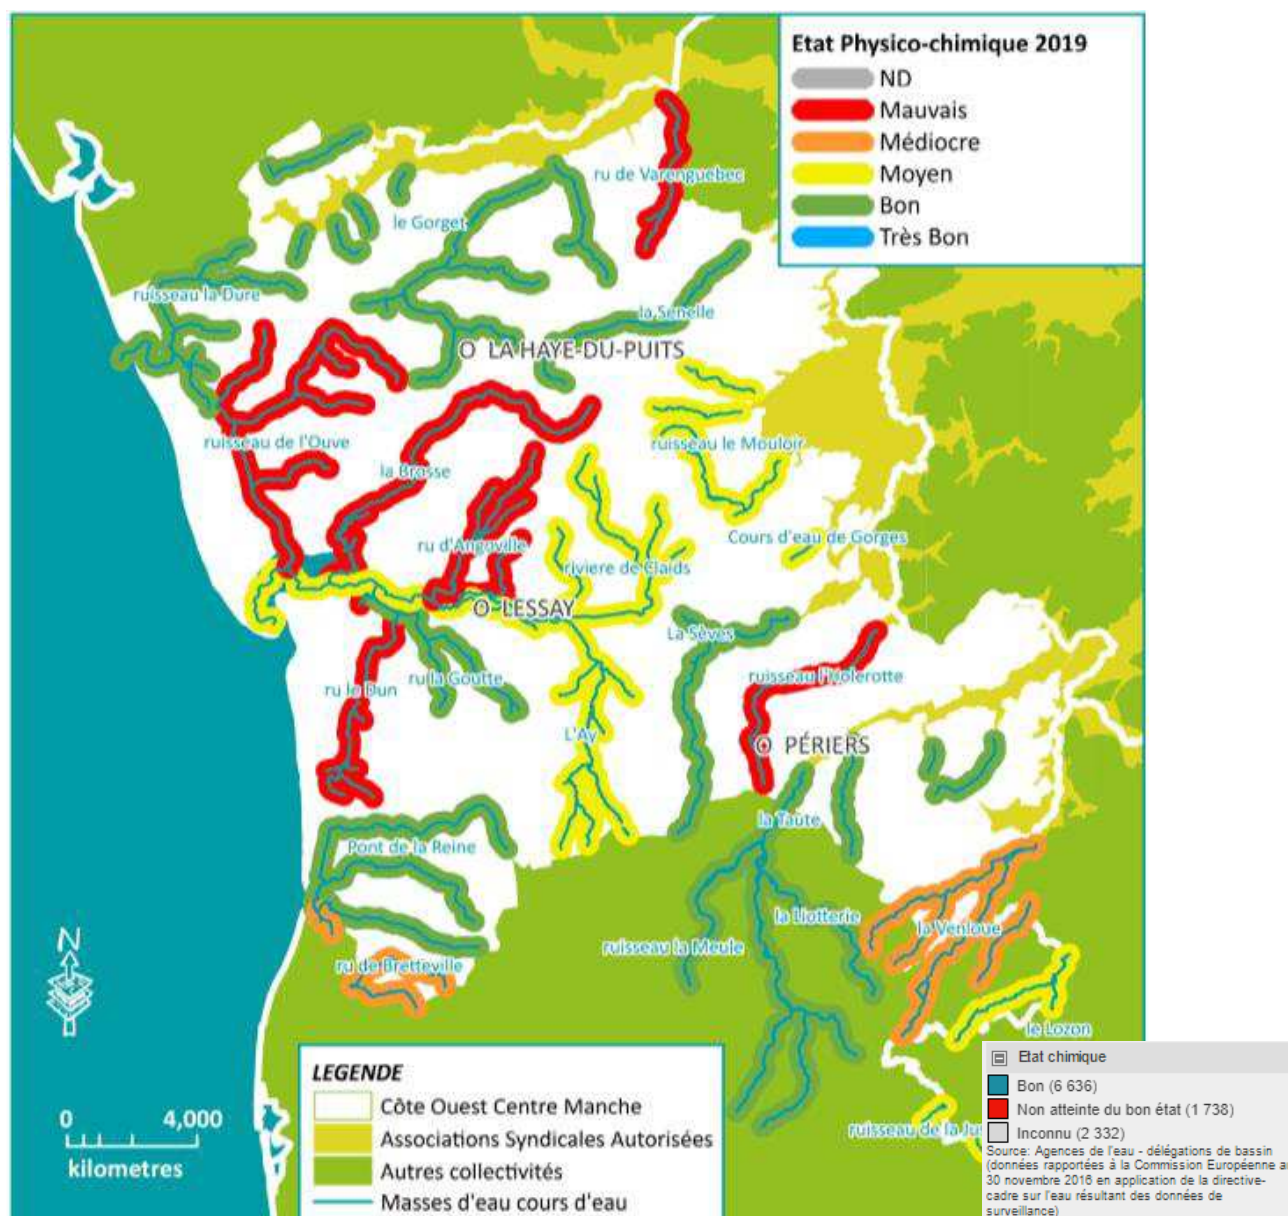 Etat Physico-chimique 2019
ND
Mauvais
Médiocre
Moyen
Bon
Très Bon
ru de Varenguebec
le Gorget
ruisseau la Dure
la Senelle
O LA HAYE-DU-PUITS
ruisseau de l'Ouve
ruisseau le Mouloir
la Brosse
Cours d'eau de Gorges
ru d'Angoville
riviere de Claids
O LESSAY
La Sèves
ruisseau l'Holerotte
ru la Goutte
ru le Dun
L'Ay
O PÉRIERS
la Taute
Pont de la Reine
la Liotterie
la Venloue
ruisseau la Meule
ru de Bretteville
N
le Lozon
LEGENDE
Côte Ouest Centre Manche
Associations Syndicales Autorisées
Autres collectivités
Masses d'eau cours d'eau
0 4,000
kilometres
ruisseau de la Ju
Etat chimique
Bon (6 636)
Non atteinte du bon état (1 738)
Inconnu (2 332)
Source: Agences de l'eau - délégations de bassin
(données rapportées à la Commission Européenne a
30 novembre 2016 en application de la directive-
cadre sur l'eau résultant des données de
surveillance)